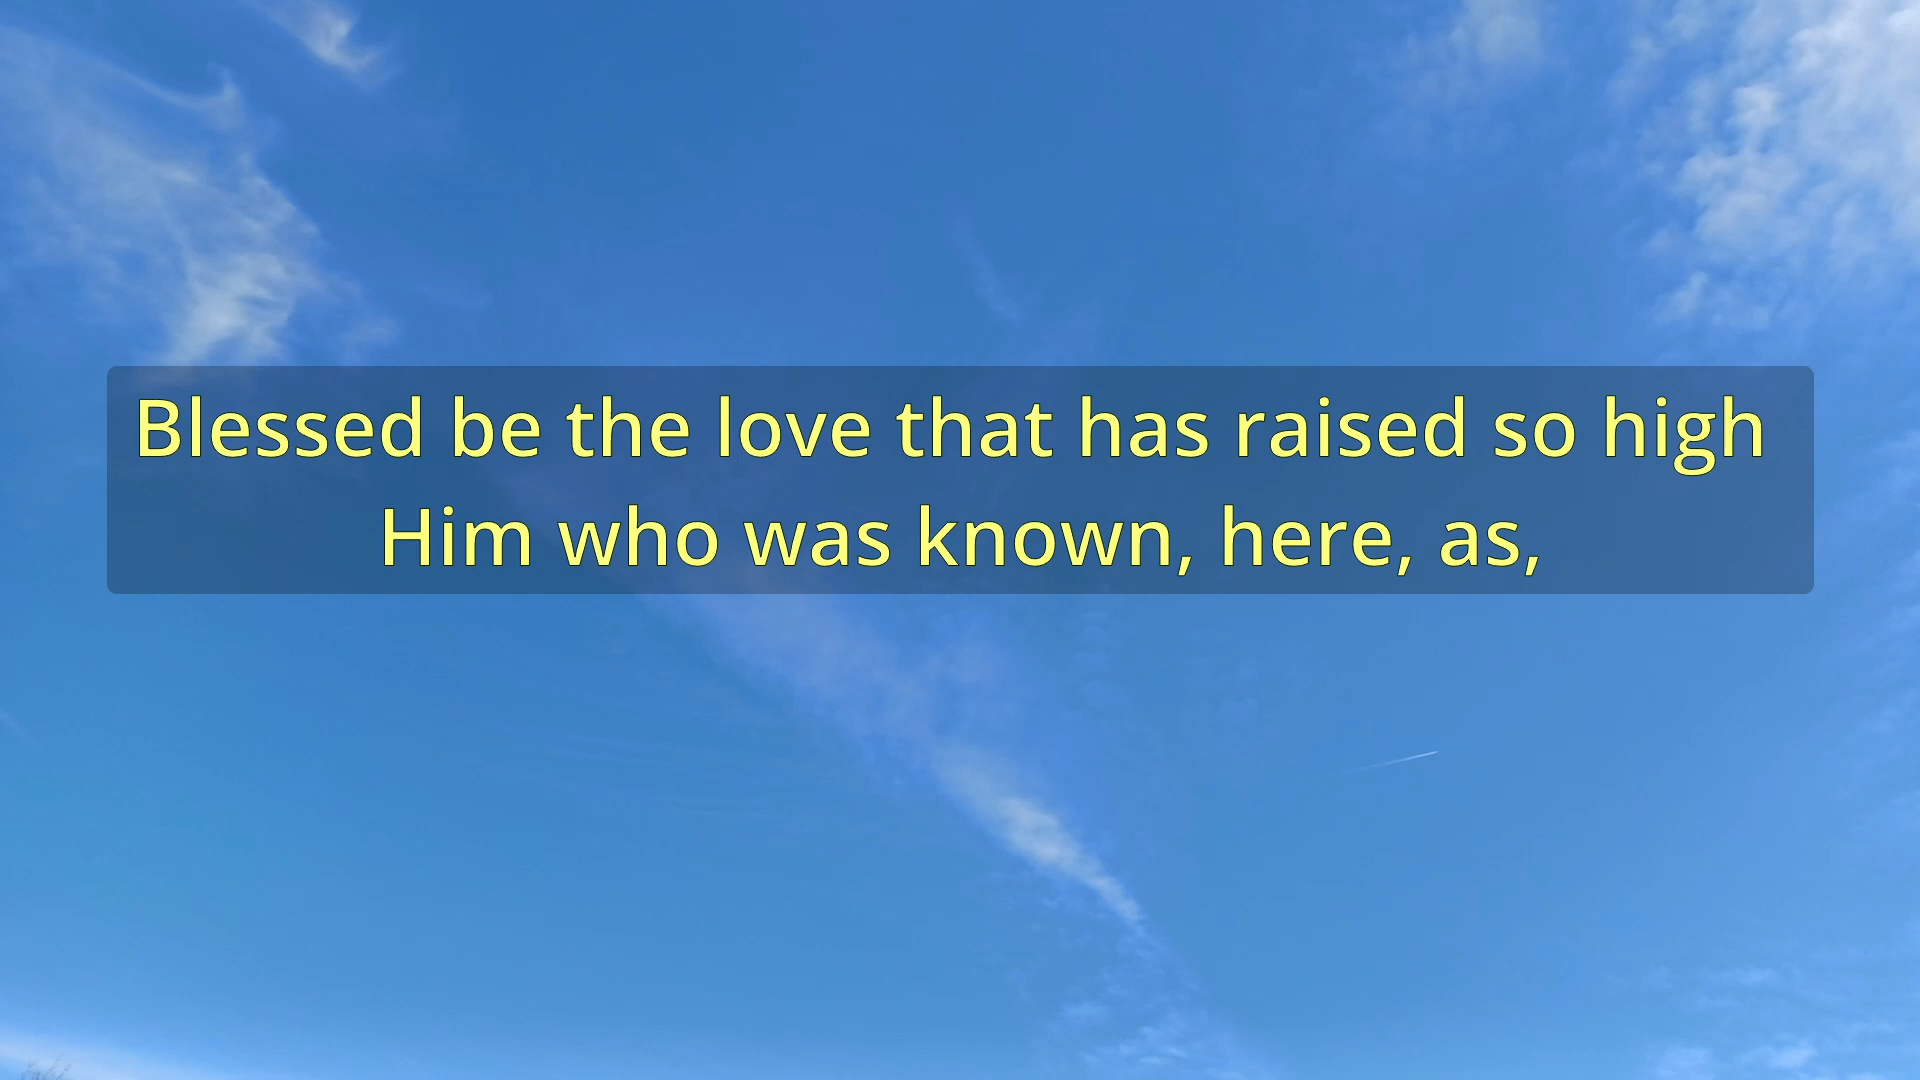 Blessed be the love that has raised so high
Him who was known, here, as,